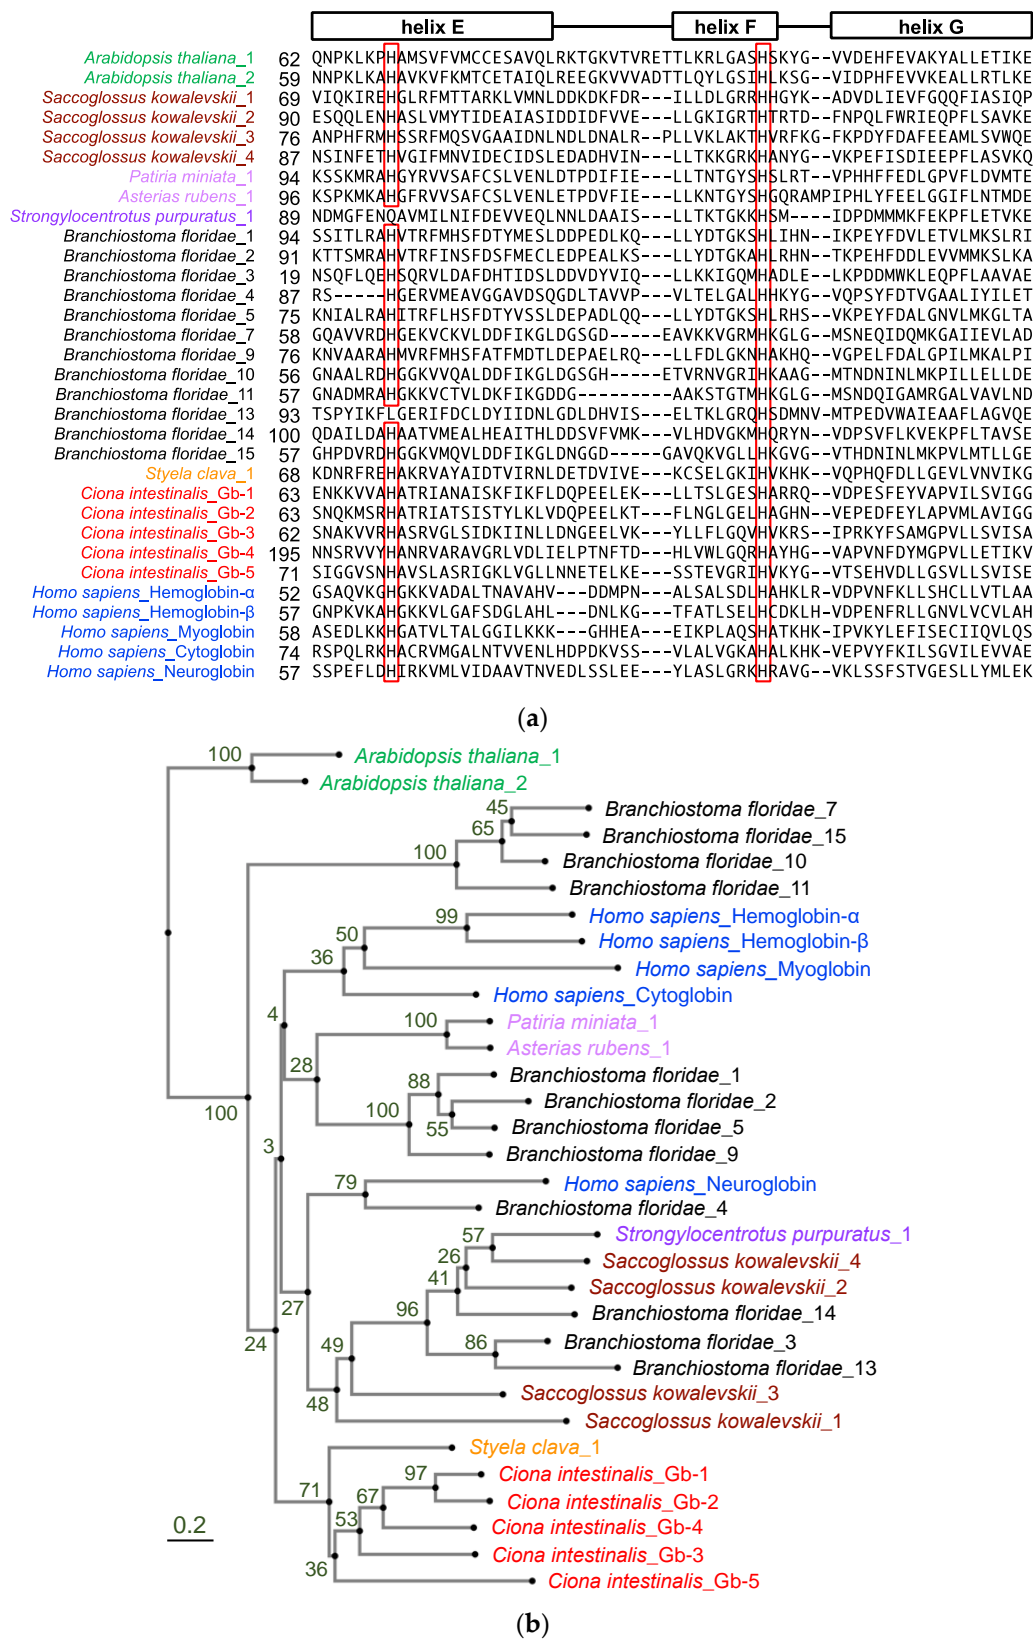 helix E helix F helix G
Arabidopsis thaliana_1 62 QNPKLKPHAMSVFVMCCESAVQLRKTGKVTVRETTLKRLGASHSKYG--VVDEHFEVAKYALLETIKE
Arabidopsis thaliana_2 59 NNPKLKAHAVKVFKMTCETAIQLREEGKVVVADTTLQYLGSIHLKSG--VIDPHFEVVKEALLRTLKE
Saccoglossus kowalevskii_1 69 VIQKIREHGLRFMTTARKLVMNLDDKDKFDR---LLLDLGRRHHGYK--ADVDLIEVFGQQFIASIQP
Saccoglossus kowalevskii_2 90 ESQQLENHASLVMYTIDEAIASIDDIDFVVE---LLGKIGRTHTRTD--FNPQLFWRIEQPFLSAVKE
Saccoglossus kowalevskii_3 76 ANPHFRMHSSRFMQSVGAAIDNLDNALR--PLLVKLAKTHVRFKG--FKPDYFDAFEEAMLSVWQE
Saccoglossus kowalevskii_4 87 NSINFETHVGIFMNVIDECIDSLEDADHVIN---LLTKKGRKHANYG--VKPEFISDIEEPFLASVKQ
Patiria miniata_1 94 KSSKMRAHGYRVVSAFCSLVENLDTPDIFIE---LNTNTGYSHSLRT--VPHHFFEDLGPVFLDVMTE
Asterias rubens_1 96 KSPKMKAHGLRVVSAFCSLVENLETPDVFIE---LLAKNTGYSHGQRAMPIPHLYFEELGGIFLNTMDE
Strongylocentrotus purpuratus_1 89 NDMGFENQAVMILNIFDEVVEQLNNLDAAIS---LLTKTGKKHSM---IDPDMMMKFEKPFLETVKE
Branchiostoma floridae_1 94 SSITLRAHVTRFMHSFDTYMESLDDPEDLKQ---LLYDTGKSHLIHN--IKPEYFDVLETVLMKSLRI
Branchiostoma floridae_2 91 KTTSMRAHVTRFINSFDSFMECLEDPEALKS---LLYDTGKAHLRHN--TKPEHFDDLEVVMMKSLKA
Branchiostoma floridae_3 19 NSQFLQEHSQRVLDAFDHTIDSLDDVDYVIQ---LLKKIGQMHADLE--LKPDDMWKLEQPFLAAVAE
Branchiostoma floridae_4 87 RS----HGERVMEAVGGAVDSQGDLTAVVP---VLTELGALHHKYG--VQPSYFDTVGAALIYILET
Branchiostoma floridae_5 75 KNIALRAHITRFLHSFDTYVSSLDEPADLQQ---LLYDTGKSHLRHS--VKPEYFDALGNVLMKGLTA
Branchiostoma floridae_7 58 GQAVVRDHGEKVCKVLDDFIKGLDGSGD-----EAVKKVGRMHKGLG--MSNEQIDQMKGAIIEVLAD
Branchiostoma floridae_9 76 KNVAARAHMVRFMHSFATFMDTLDEPAELRQ---LLFDLGKNHAKHQ--VGPELFDALGPILMKALPI
Branchiostoma floridae_10 56 GNAALRDHGGKVVQALDDFIKGLDGSGH-----ETVRNVGRIHKAAG--MTNDNINLMKPILLELLDE
Branchiostoma floridae_11 57 GNADMRAHGKKVCTVLDKFIKGDDG--------AAKSTGTMHKGLG--MSNDQIGAMRGALVAVLND
Branchiostoma floridae_13 93 TSPYIKFLGERIFDCLDYIIDNLGDLDHVIS---ELTKLGRQHSDMNV-MTPEDVWAIEAAFLAGVQE
Branchiostoma floridae_14 100 QDAILDAHAATVMEALHEAITHLDDSVFVMK---VLHDVGKMHQRYN--VDPSVFLKVEKPFLTAVSE
Branchiostoma floridae_15 57 GHPDVRDHGGKVMQVLDDFIKGLDNGGD-----GAVQKVGLLHKGVG--VTHDNINLMKPVLMTLLGE
Styela clava_1 68 KDNRFREHAKRVAYAIDTVIRNLDETDVIVE---KCSELGKIHVKHK--VQPHQFDLLGEVLVNVIKG
Ciona intestinalis_Gb-1 63 ENKKVVAHATRIANAISKFIKFLDQPEELEK---LLTSLGESHARRQ--VDPESFEYVAPVILSVIGG
Ciona intestinalis_Gb-2 63 SNQKMSRHATRIATSISTYLKLVDQPEELKT---FLNGLGELHAGHN--VEPEDFEYLAPVMLAVIGG
Ciona intestinalis_Gb-3 62 SNAKVVRHASRVGLSIDKIINLLDNGEELVK---YLLFLGQVHVKRS--IPRKYFSAMGPVLLSVISA
Ciona intestinalis_Gb-4 195 NNSRVVYHANRVARAVGRLVDLIELPTNFTD---HLVWLGQRHAYHG--VAPVNFDYMGPVLLETIKV
Ciona intestinalis_Gb-5 71 SIGGVSNHAVSLASRIGKLVGLLNNETELKE---SSTEVGRIHVKYG--VTSEHVDLLGSVLLSVISE
Homo sapiens_Hemoglobin-α 52 GSAQVKGHGKKVADALTNAVAHV---DDMPN---ALSALSDLHAHKLR-VDPVNFKLLSHCLLVTLAA
Homo sapiens_Hemoglobin-β 57 GNPKVKAHGKKVLGAFSDGLAHL---DNLKG---TFATLSELHCDKLH-VDPENFRLLGNVLVCVLAH
Homo sapiens_Myoglobin 58 ASEDLKKHGATVLTALGGILKKK---GHHEA---EIKPLAQSHATKHK-IPVKYLEFISECIIQVLQS
Homo sapiens_Cytoglobin 74 RSPQLRKHACRVMGALNTVVENLHDPDKVSS---VLALVGKAHALKHK-VEPVYFKILSGVILEVVAE
Homo sapiens_Neuroglobin 57 SSPEFLDHIRKVMLVIDAAVTNVEDLSSLEE---YLASLGRKHRAVG--VKLSSFSTVGESLLYMLEK
(a)
100 Arabidopsis thaliana_1
Arabidopsis thaliana_2
45 Branchiostoma floridae_7
65 Branchiostoma floridae_15
Branchiostoma floridae_10
100 Branchiostoma floridae_11
99 Homo sapiens_Hemoglobin-α
50 Homo sapiens_Hemoglobin-β
36 Homo sapiens_Myoglobin
Homo sapiens_Cytoglobin
4 100 Patiria miniata_1
28 Asterias rubens_1
88 Branchiostoma floridae_1
100 Branchiostoma floridae_2
100 55 Branchiostoma floridae_5
3 Branchiostoma floridae_9
79 Homo sapiens_Neuroglobin
Branchiostoma floridae_4
57 Strongylocentrotus purpuratus_1
26 Saccoglossus kowalevskii_4
41 Saccoglossus kowalevskii_2
27 96 Branchiostoma floridae_14
24 49 86 Branchiostoma floridae_3
Branchiostoma floridae_13
48 Saccoglossus kowalevskii_3
Saccoglossus kowalevskii_1
Styela clava_1
71 97 Ciona intestinalis_Gb-1
67 Ciona intestinalis_Gb-2
0.2 53 Ciona intestinalis_Gb-4
Ciona intestinalis_Gb-3
36 Ciona intestinalis_Gb-5
(b)